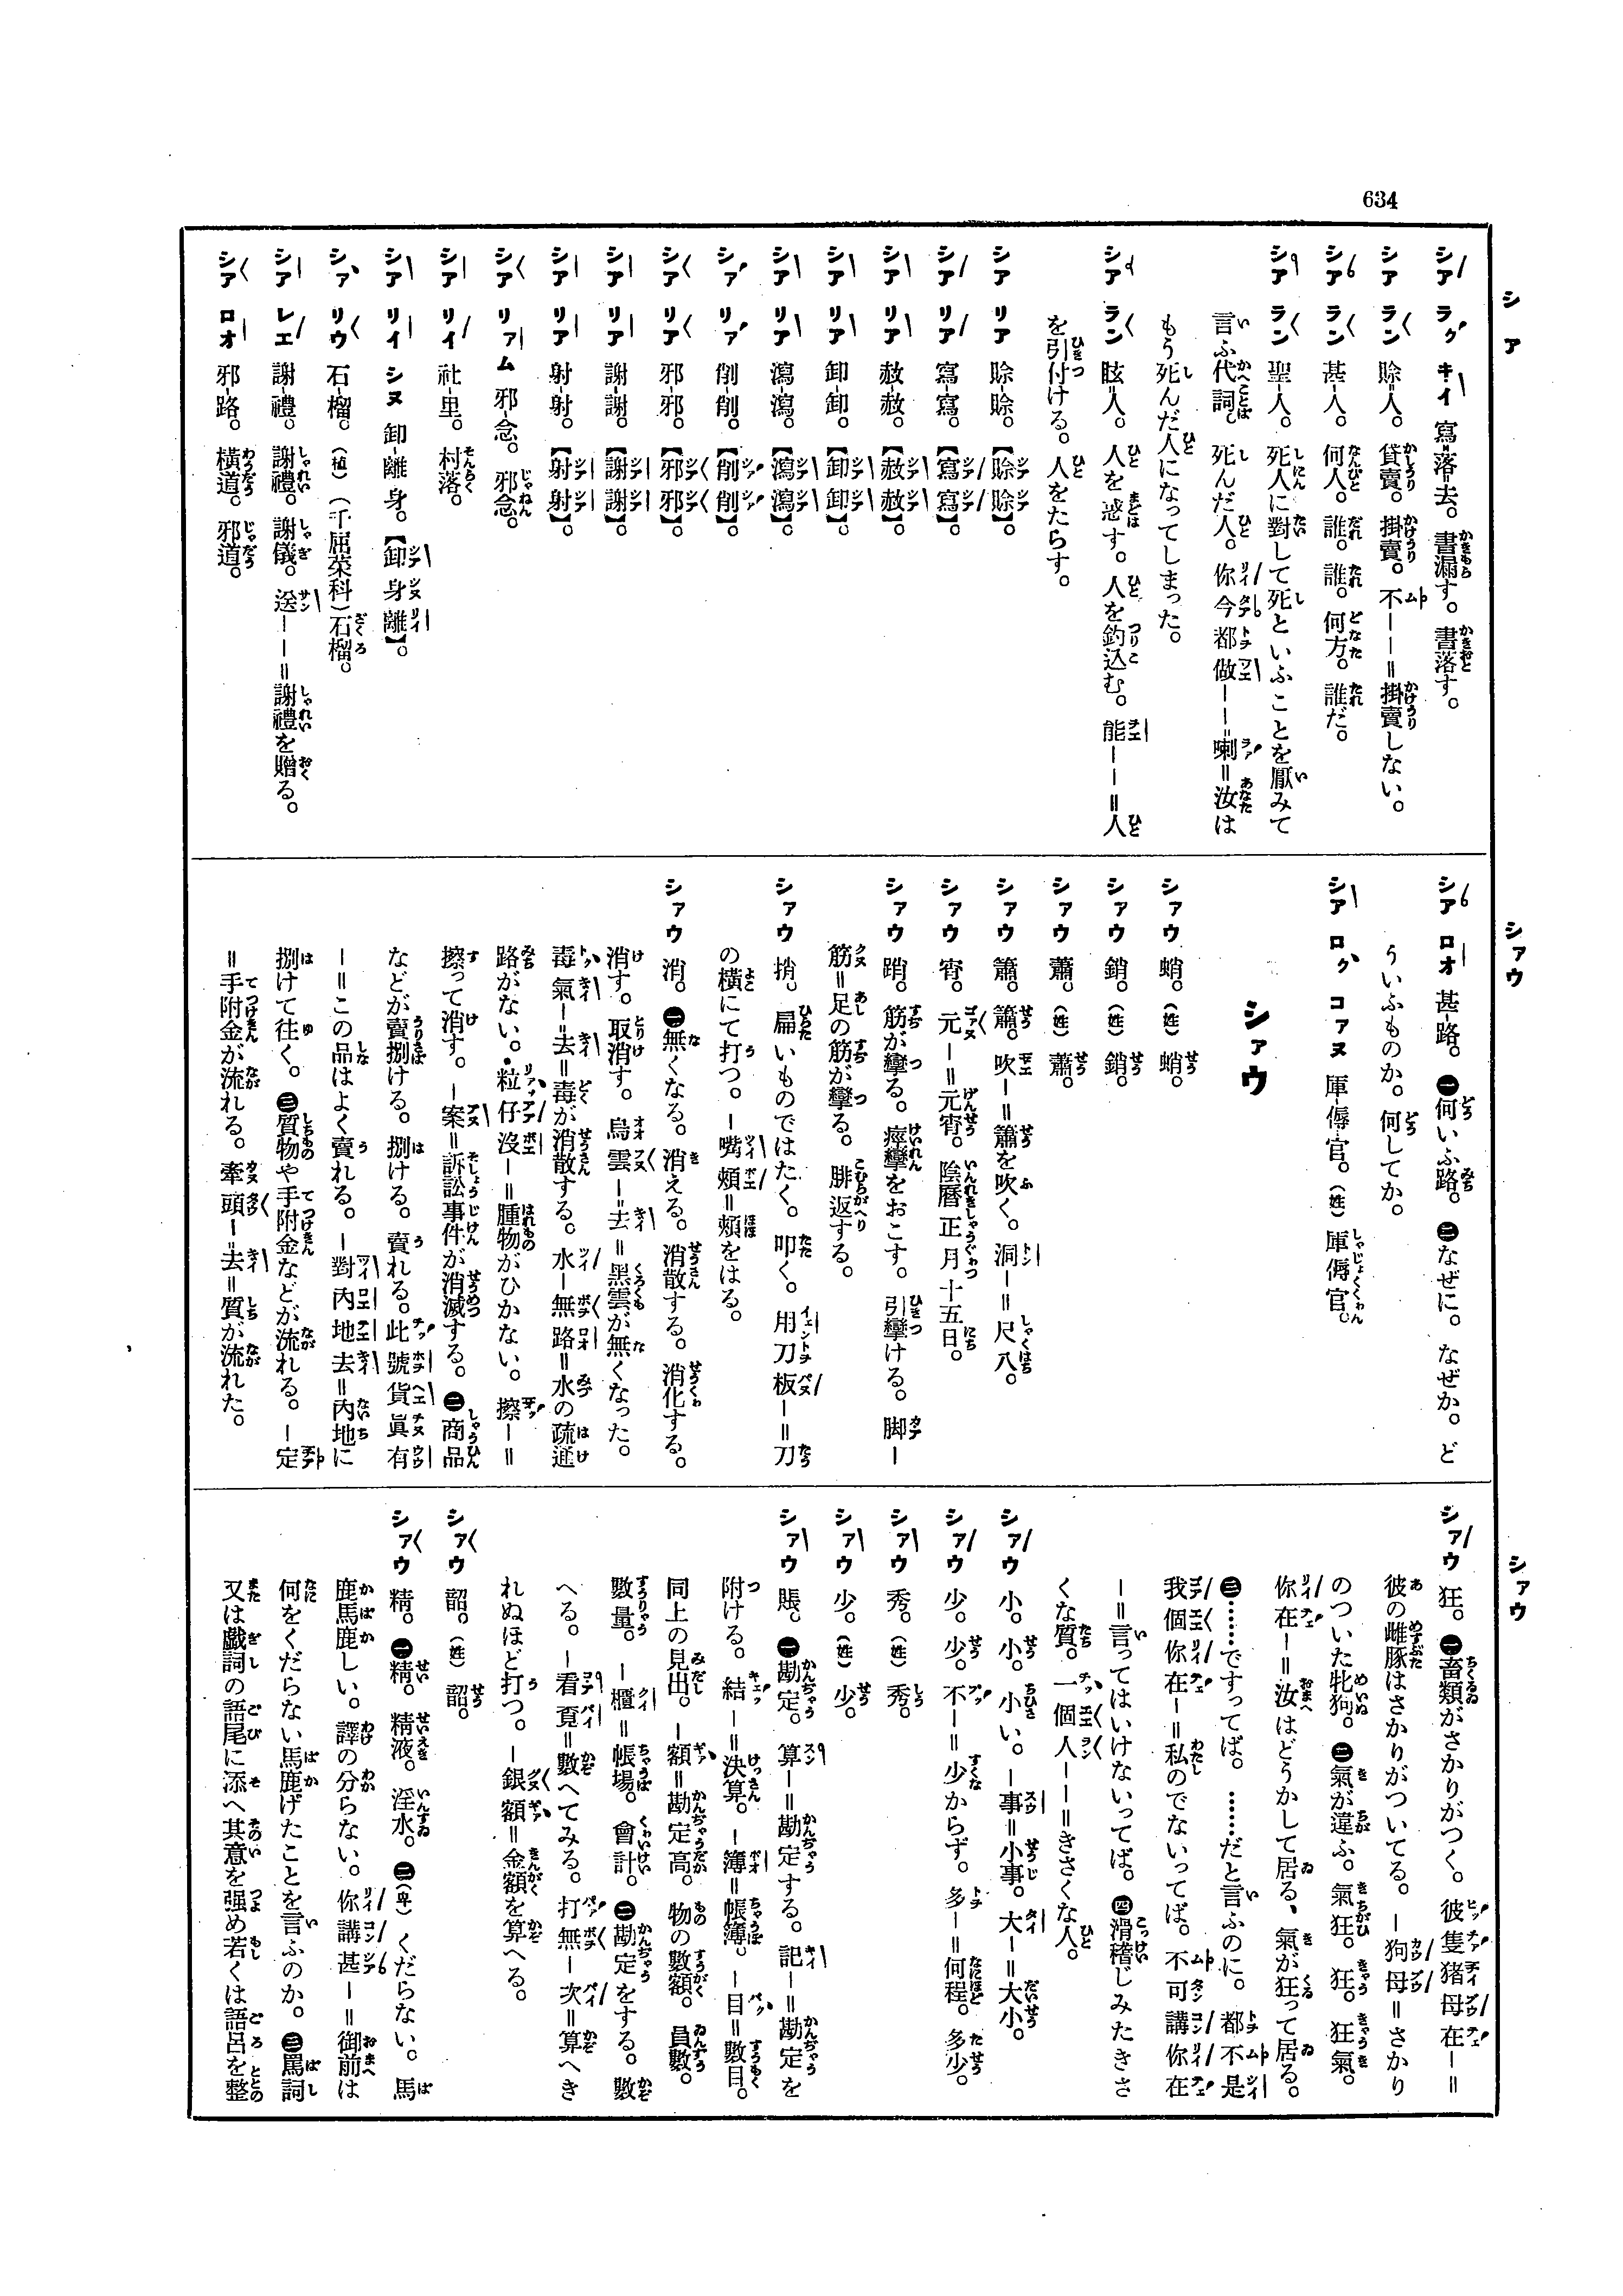 634
シア
シアウ
シアウ
シア ラク キイ 寫落去。書漏す。書落す。
シア ラン 賒人。貸賣。掛賣。不ーー＝掛賣しない。
シア ラン 甚人。何人。誰。誰。何方。誰だ。
シア ラン 聖人。死人に對して死といふことを厭みて
言ふ代詞。死んだ人。你今都做ーー喇＝汝は
もう死んだ人になってしまった。
シア ラン 眩人。人を惑す。人を釣込む。能ーー＝人
を引付ける。人をたらす。
シア リア 賒賒。【賒賒】。
シア リア 寫寫。【寫寫】。
シア リア 赦赦。【赦赦】。
シア リア 卸卸。【卸卸】。
シア リア 瀉瀉。【瀉瀉】。
シア リア 削削。【削削】。
シア リア 邪邪。【邪邪】。
シア リア 謝謝。【謝謝】。
シア リア 射射。【射射】。
シア リアム 邪念。邪念。
シア リイ 社里。村落。
シア リイ シヌ 卸離身。【卸身離】。
シア リウ 石榴。（植）（千屈菜科）石榴。
シア レエ 謝禮。謝禮。謝儀。送ーー＝謝禮を贈る。
シア ロオ 邪路。橫道。邪道。
シア ロオ 甚路。㊀何いふ路。㊁なぜに。なぜか。ど
ういふものか。何してか。
シア ロク コアヌ 厙傉官。（姓）厙傉官。
シアウ
シアウ 蛸。（姓）蛸。
シアウ 銷。（姓）銷。
シアウ 蕭。（姓）蕭。
シアウ 簫。簫。吹ー＝簫を吹く。洞ー＝尺八。
シアウ 宵。元ー＝元宵。陰曆正月十五日。
シアウ 踃。筋が攣る。痙攣をおこす。引攣ける。脚ー
筋＝足の筋が攣る。腓返する。
シアウ 捎。扁いものではたく。叩く。用刀板ー＝刀
の橫にて打つ。ー嘴頰＝頰をはる。
シアウ 消。㊀無くなる。消える。消散する。消化する。
消す。取消す。烏雲ー去＝黑雲が無くなった。
毒氣ー去＝毒が消散する。水ー無路＝水の疏通
路がない。粒仔沒ー＝腫物がひかない。擦ー＝
擦って消す。ー案＝訴訟事件が消滅する。㊁商品
などが賣捌ける。捌ける。賣れる。此號貨眞有
ー＝この品はよく賣れる。ー對內地去＝內地に
捌けて往く。㊂質物や手附金などが流れる。ー定
＝手附金が流れる。牽頭ー去＝質が流れた。
シアウ 狂。㊀畜類がさかりがつく。彼隻猪母在ー＝
彼の雌豚はさかりがついてる。ー狗母＝さかり
のついた牝狗。㊁氣が違ふ。氣狂。狂。狂氣。
你在ー＝汝はどうかして居る、氣が狂って居る。
㊂……ですってば。……だと言ふのに。都不是
我個你在ー＝私のでないってば。不可講你在
ー＝言ってはいけないってば。㊃滑稽じみたきさ
くな質。一個人ーー＝きさくな人。
シアウ 小。小。小い。ー事＝小事。大ー＝大小。
シアウ 少。少。不ー＝少からず。多ー＝何程。多少。
シアウ 秀。（姓）秀。
シアウ 少。（姓）少。
シアウ 賬。㊀勘定。算ー＝勘定する。記ー＝勘定を
附ける。結ー＝決算。ー簿＝帳簿。ー目＝數目。
同上の見出。ー額＝勘定高。物の數額。員數。
數量。ー櫃＝帳場。會計。㊁勘定をする。數
へる。ー看覓＝數へてみる。打無ー次＝算へき
れぬほど打つ。ー銀額＝金額を算へる。
シアウ 韶。（姓）韶。
シアウ 精。㊀精。精液。淫水。㊁（卑）くだらない。馬
鹿馬鹿しい。譯の分らない。你講甚ー＝御前は
何をくだらない馬鹿げたことを言ふのか。㊂罵詞
又は戲詞の語尾に添へ其意を强め若くは語呂を整